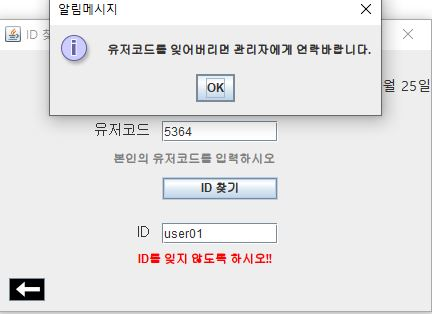 알림메시지
유저코드를 잊어버리면 관리자에게 연락바랍니다.
OK
ID 찾
월 25일
유저코드 5364
본인의 유저코드를 입력하시오
ID 찾기
ID user01
ID를 잊지 않도록 하시오!!